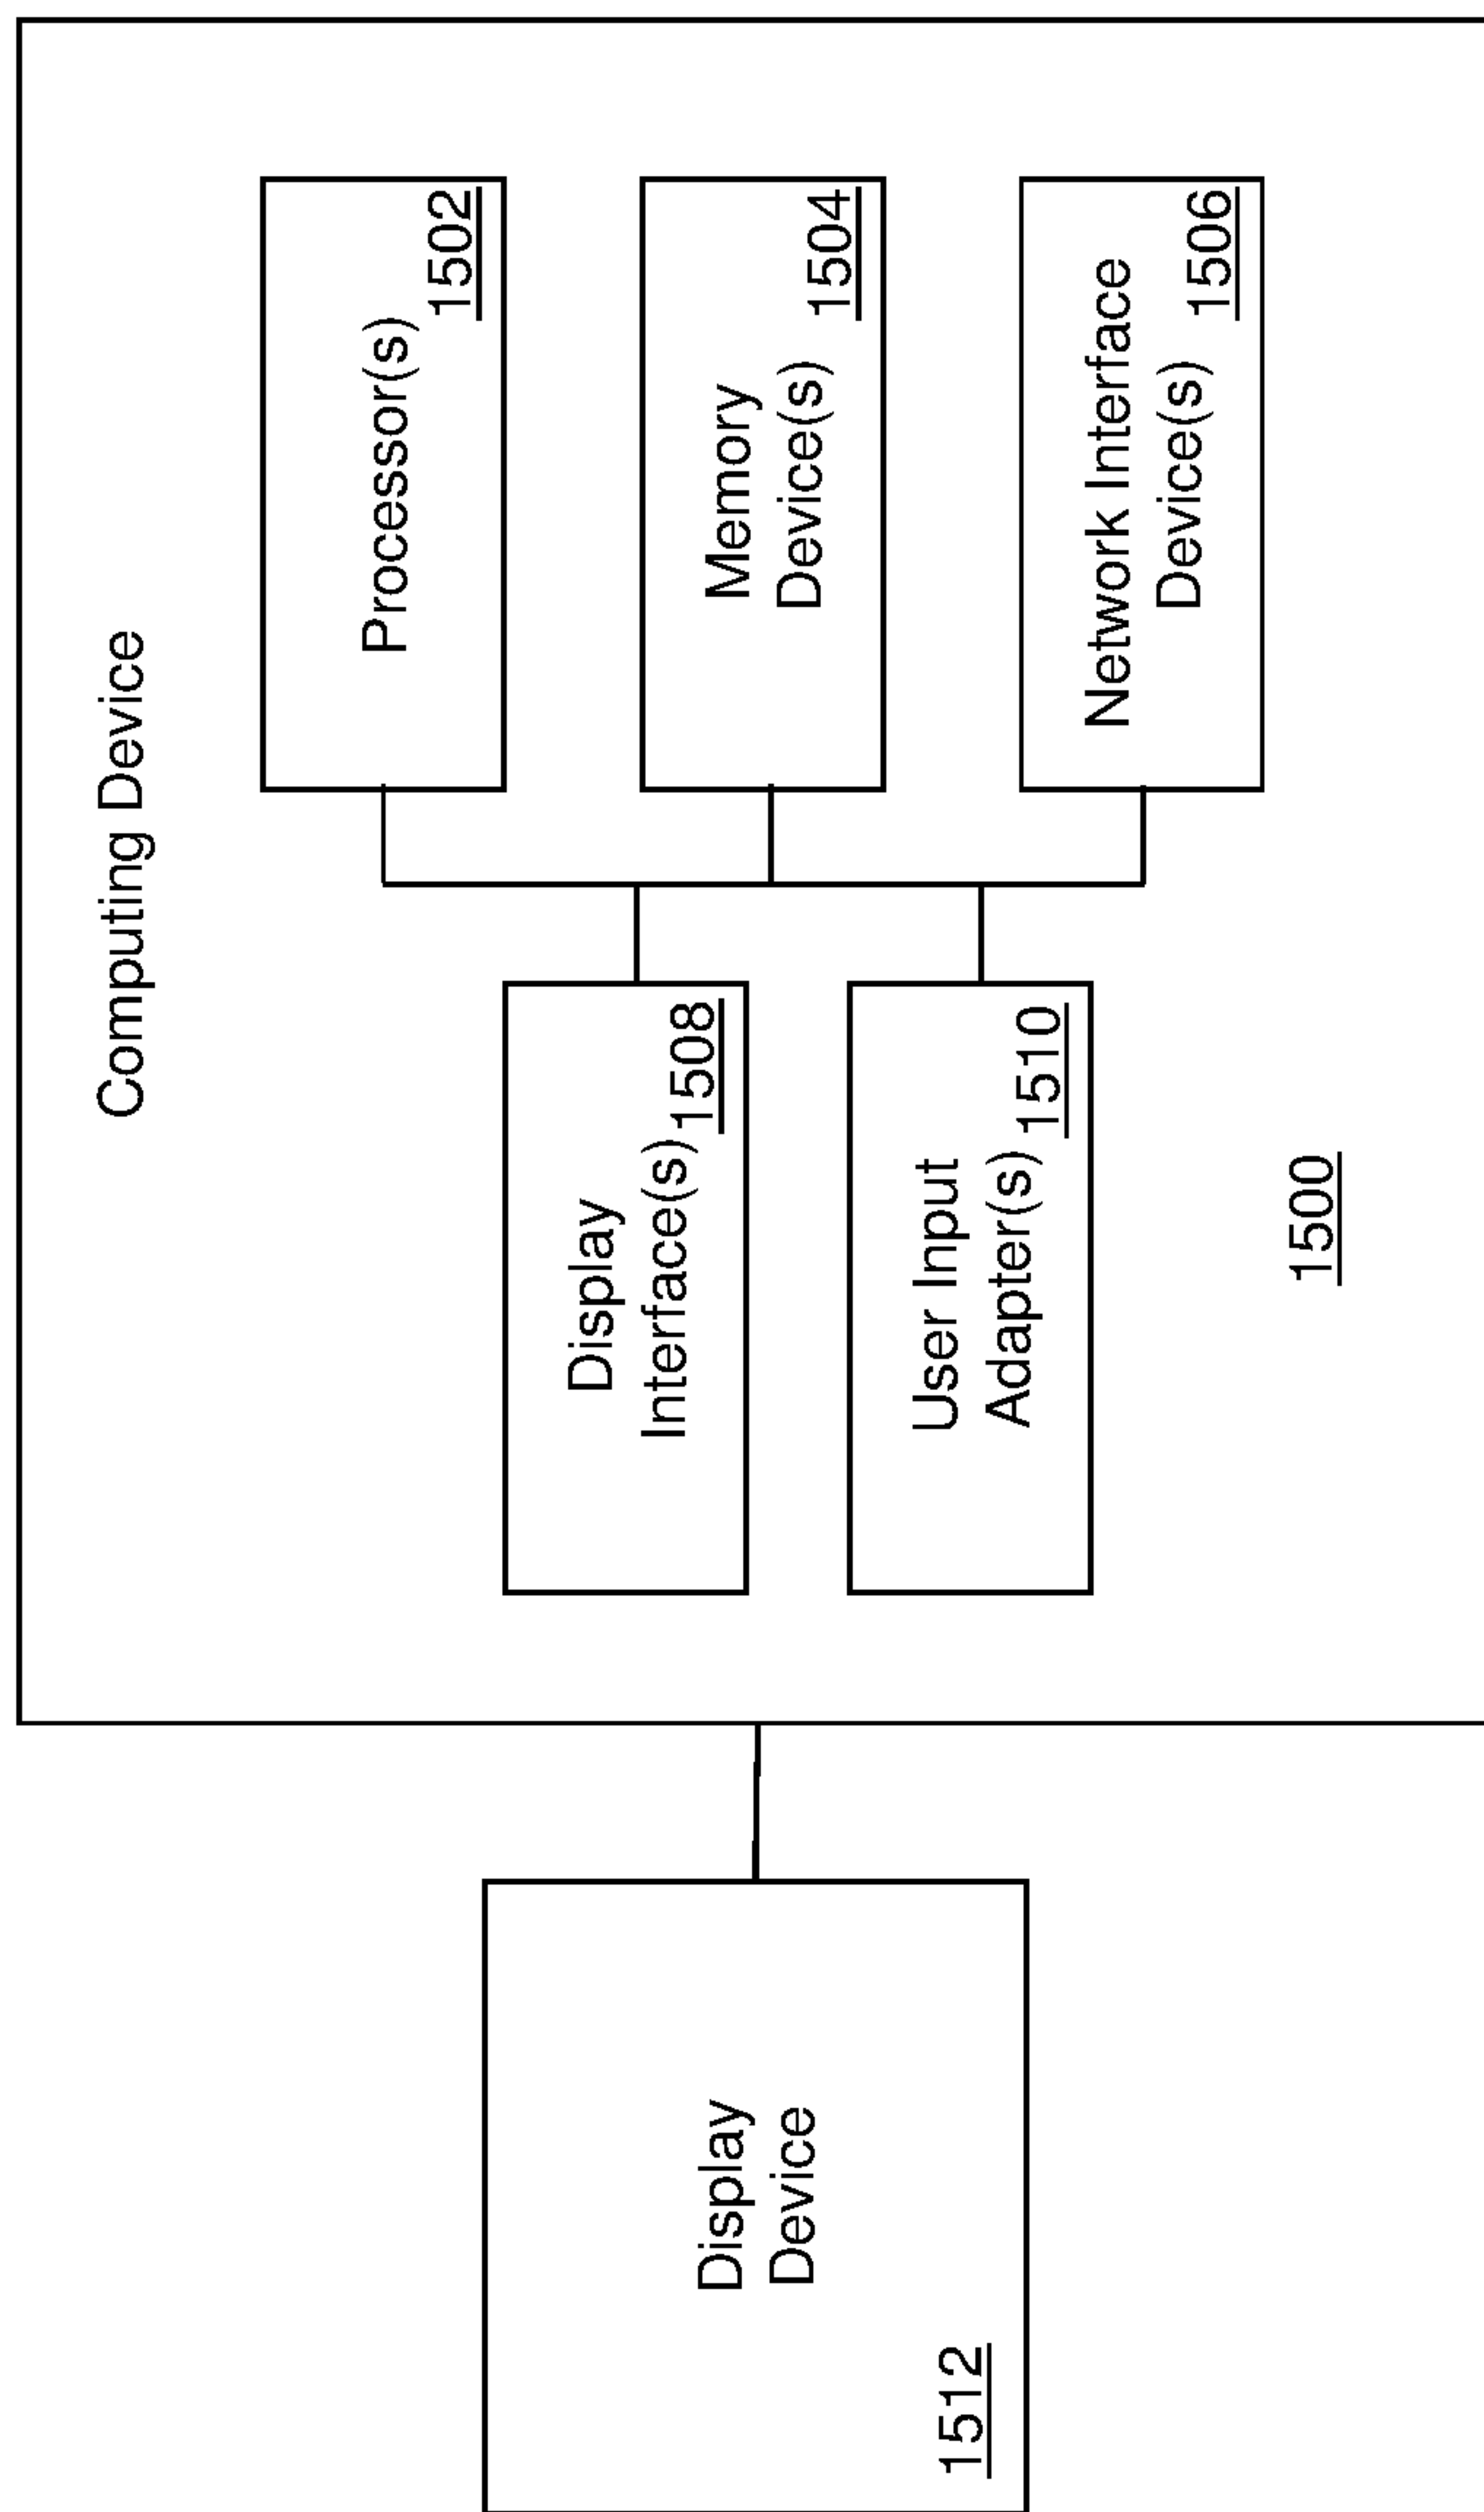 Computing Device
Processor(s)
1502
Memory
Device(s)
1504
Network Interface
Device(s)
1506
Display
Interface(s)
1508
User Input
Adapter(s)
1510
1500
Display
Device
1512